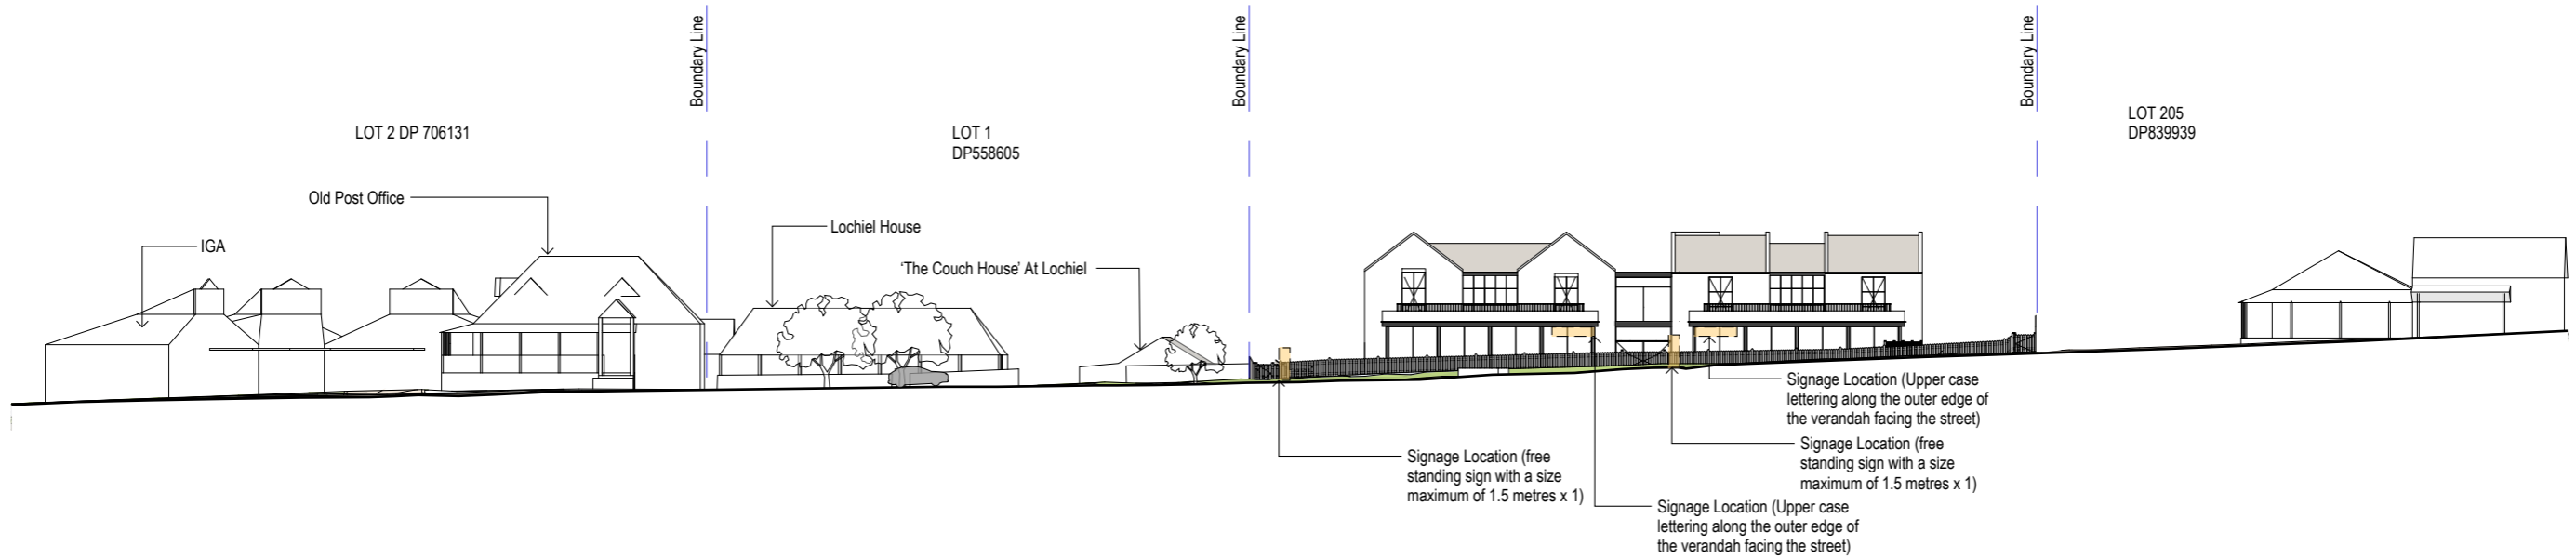 Boundary Line
Boundary Line
Boundary Line
LOT 2 DP 706131
LOT 1
DP558605
LOT 205
DP839939
Old Post Office
IGA
Lochiel House
‘The Couch House’ At Lochiel
Signage Location (Upper case
lettering along the outer edge of
the verandah facing the street)
Signage Location (free
standing sign with a size
maximum of 1.5 metres x 1)
Signage Location (free
standing sign with a size
maximum of 1.5 metres x 1)
Signage Location (Upper case
lettering along the outer edge of
the verandah facing the street)